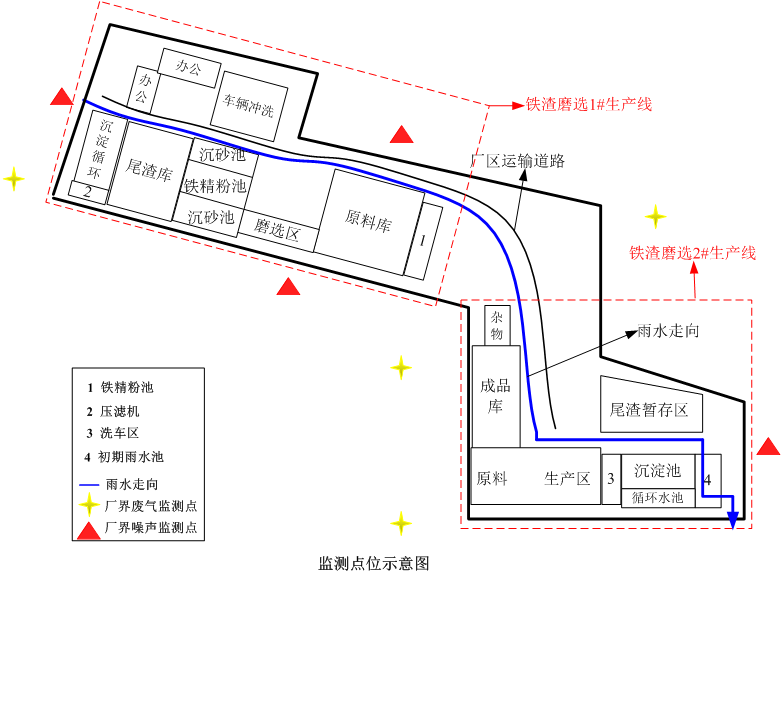 办公
办
公
车辆冲洗
铁渣磨选1#生产线
沉
淀
循
环
2
尾渣库
沉砂池
铁精粉池
沉砂池
磨选区
原料库
1
厂区运输道路
铁渣磨选2#生产线
杂
物
雨水走向
成品
库
尾渣暂存区
原料
生产区
3
沉淀池
循环水池
4
1 铁精粉池
2 压滤机
3 洗车区
4 初期雨水池
雨水走向
厂界废气监测点
厂界噪声监测点
监测点位示意图